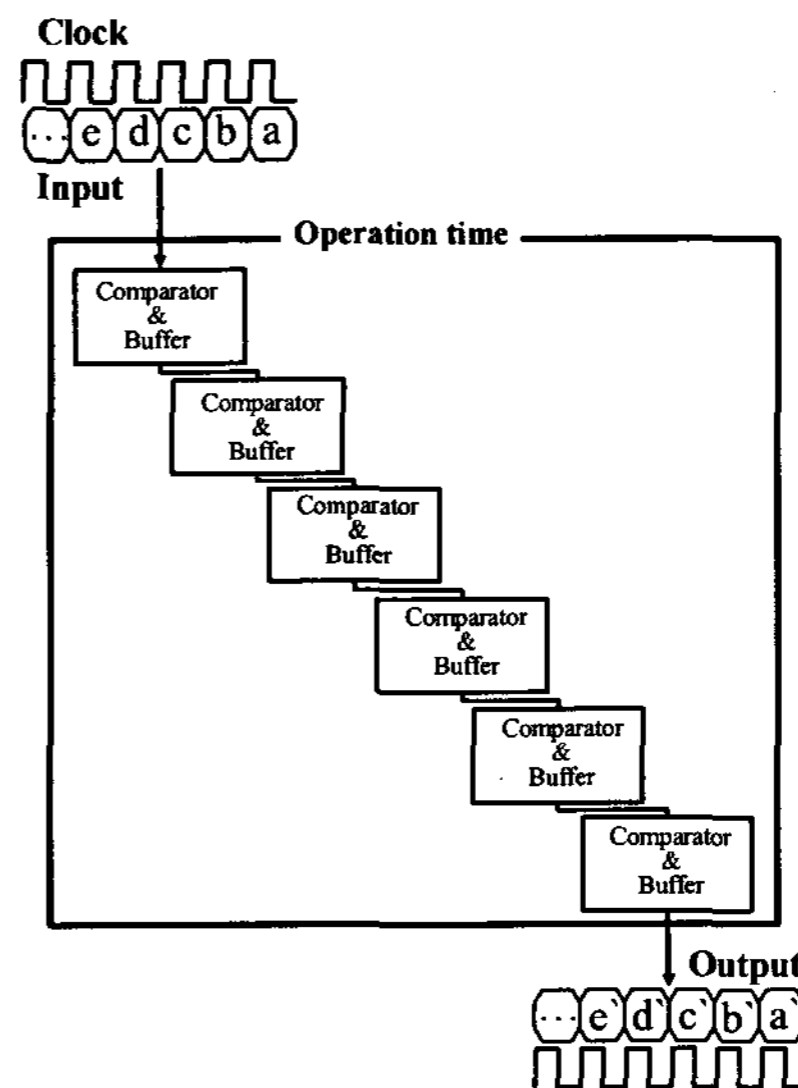 Clock
... e d c b a
Input
Operation time
Comparator
&
Buffer
Comparator
&
Buffer
Comparator
&
Buffer
Comparator
&
Buffer
Comparator
&
Buffer
Comparator
&
Buffer
Output
... e` d` c` b` a`